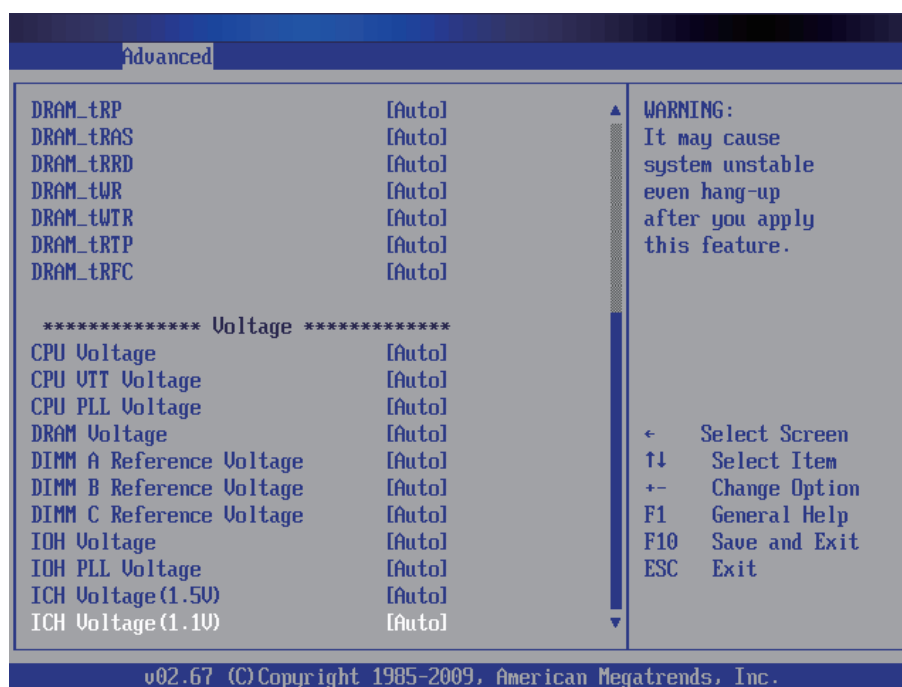 Advanced
DRAM_tRP [Auto]
DRAM_tRAS [Auto]
DRAM_tRRD [Auto]
DRAM_tWR [Auto]
DRAM_tWTR [Auto]
DRAM_tRTP [Auto]
DRAM_tRFC [Auto]
************** Voltage *************
CPU Voltage [Auto]
CPU VTT Voltage [Auto]
CPU PLL Voltage [Auto]
DRAM Voltage [Auto]
DIMM A Reference Voltage [Auto]
DIMM B Reference Voltage [Auto]
DIMM C Reference Voltage [Auto]
IOH Voltage [Auto]
IOH PLL Voltage [Auto]
ICH Voltage(1.5V) [Auto]
ICH Voltage(1.1V) [Auto]
WARNING:
It may cause
system unstable
even hang-up
after you apply
this feature.
← Select Screen
↑↓ Select Item
+- Change Option
F1 General Help
F10 Save and Exit
ESC Exit
v02.67 (C)Copyright 1985-2009, American Megatrends, Inc.